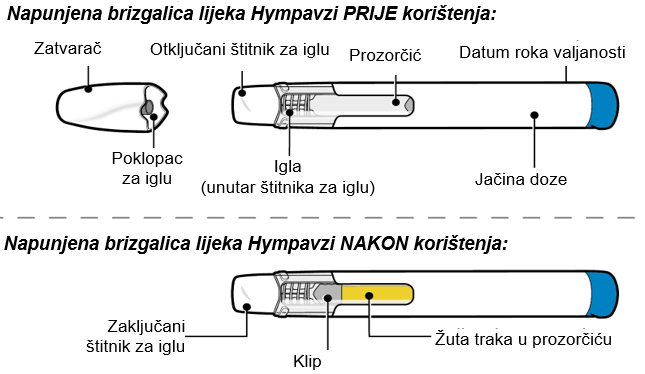 Napunjena brizgalica lijeka Hympavzi PRIJE korištenja:
Zatvarač
Otključani štitnik za iglu
Prozorčić
Datum roka valjanosti
Poklopac
za iglu
Igla
(unutar štitnika za iglu)
Jačina doze
Napunjena brizgalica lijeka Hympavzi NAKON korištenja:
Zaključani
štitnik za iglu
Klip
Žuta traka u prozorčiću